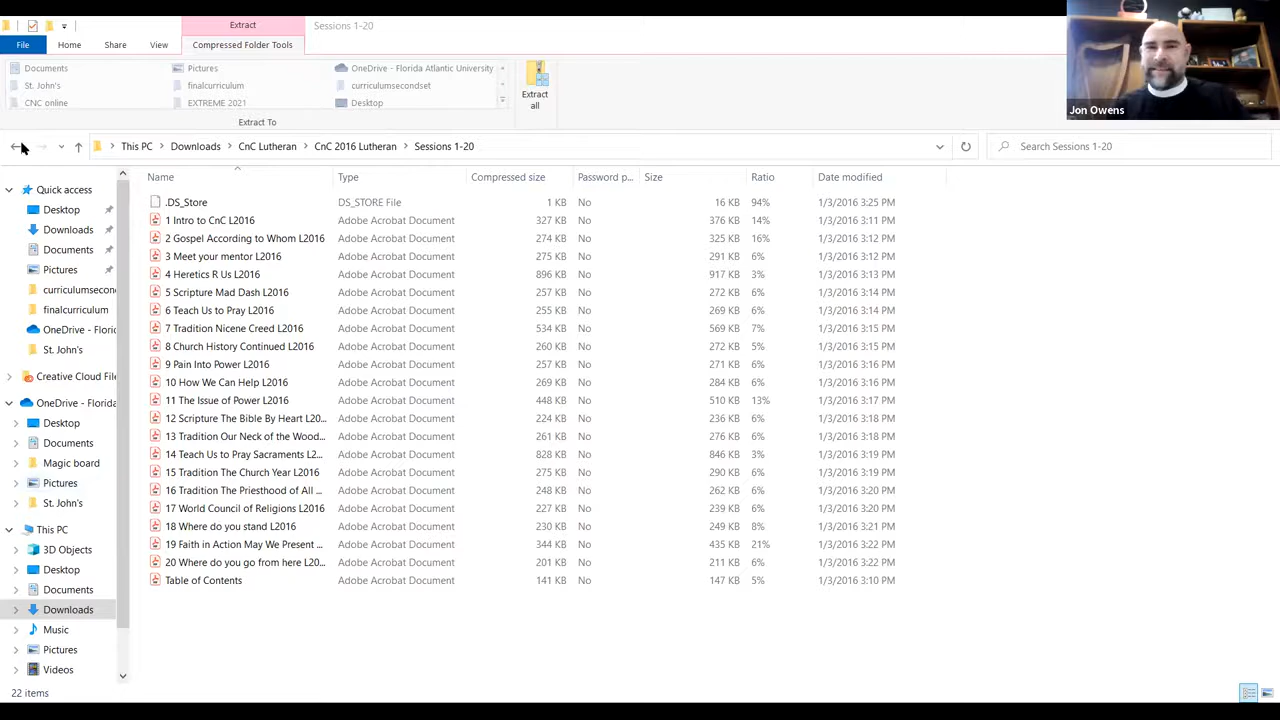 Extract
Sessions 1-20
File Home Share View Compressed Folder Tools
Documents Pictures OneDrive - Florida Atlantic University
St. John's finalcurriculum curriculumsecondset
CNC online EXTREME 2021 Desktop
Extract all
Extract To
Jon Owens
This PC Downloads CnC Lutheran CnC 2016 Lutheran Sessions 1-20
Search Sessions 1-20
Quick access
Desktop
Downloads
Documents
Pictures
curriculumsecon
finalcurriculum
OneDrive - Florid
St. John's
Creative Cloud File
OneDrive - Florida
Desktop
Documents
Magic board
Pictures
St. John's
This PC
3D Objects
Desktop
Documents
Downloads
Music
Pictures
Videos
Name Type Compressed size Password p... Size Ratio Date modified
.DS_Store DS_STORE File 1 KB No 16 KB 94% 1/3/2016 3:25 PM
1 Intro to CnC L2016 Adobe Acrobat Document 327 KB No 376 KB 14% 1/3/2016 3:11 PM
2 Gospel According to Whom L2016 Adobe Acrobat Document 274 KB No 325 KB 16% 1/3/2016 3:12 PM
3 Meet your mentor L2016 Adobe Acrobat Document 275 KB No 291 KB 6% 1/3/2016 3:12 PM
4 Heretics R Us L2016 Adobe Acrobat Document 896 KB No 917 KB 3% 1/3/2016 3:13 PM
5 Scripture Mad Dash L2016 Adobe Acrobat Document 257 KB No 272 KB 6% 1/3/2016 3:14 PM
6 Teach Us to Pray L2016 Adobe Acrobat Document 255 KB No 269 KB 6% 1/3/2016 3:14 PM
7 Tradition Nicene Creed L2016 Adobe Acrobat Document 534 KB No 569 KB 7% 1/3/2016 3:15 PM
8 Church History Continued L2016 Adobe Acrobat Document 260 KB No 272 KB 5% 1/3/2016 3:15 PM
9 Pain Into Power L2016 Adobe Acrobat Document 257 KB No 271 KB 6% 1/3/2016 3:16 PM
10 How We Can Help L2016 Adobe Acrobat Document 269 KB No 284 KB 6% 1/3/2016 3:16 PM
11 The Issue of Power L2016 Adobe Acrobat Document 448 KB No 510 KB 13% 1/3/2016 3:17 PM
12 Scripture The Bible By Heart L20... Adobe Acrobat Document 224 KB No 236 KB 6% 1/3/2016 3:18 PM
13 Tradition Our Neck of the Wood... Adobe Acrobat Document 261 KB No 276 KB 6% 1/3/2016 3:18 PM
14 Teach Us to Pray Sacraments L2... Adobe Acrobat Document 828 KB No 846 KB 3% 1/3/2016 3:19 PM
15 Tradition The Church Year L2016 Adobe Acrobat Document 275 KB No 290 KB 6% 1/3/2016 3:19 PM
16 Tradition The Priesthood of All ... Adobe Acrobat Document 248 KB No 262 KB 6% 1/3/2016 3:20 PM
17 World Council of Religions L2016 Adobe Acrobat Document 227 KB No 239 KB 6% 1/3/2016 3:20 PM
18 Where do you stand L2016 Adobe Acrobat Document 230 KB No 249 KB 8% 1/3/2016 3:21 PM
19 Faith in Action May We Present ... Adobe Acrobat Document 344 KB No 435 KB 21% 1/3/2016 3:22 PM
20 Where do you go from here L20... Adobe Acrobat Document 201 KB No 211 KB 6% 1/3/2016 3:22 PM
Table of Contents Adobe Acrobat Document 141 KB No 147 KB 5% 1/3/2016 3:10 PM
22 items